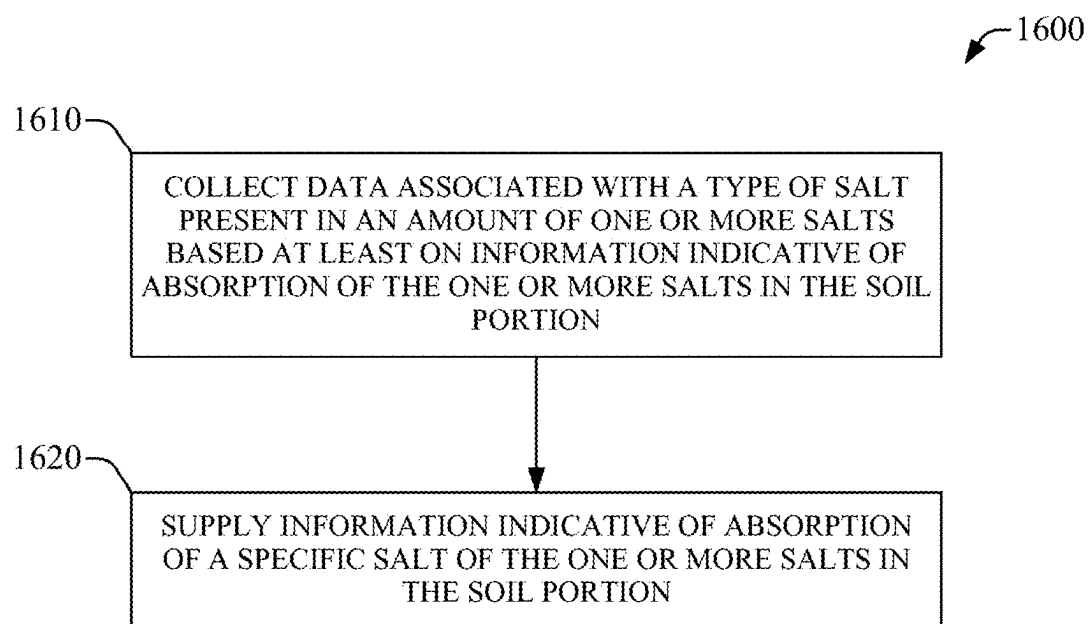 1600
1610
COLLECT DATA ASSOCIATED WITH A TYPE OF SALT
PRESENT IN AN AMOUNT OF ONE OR MORE SALTS
BASED AT LEAST ON INFORMATION INDICATIVE OF
ABSORPTION OF THE ONE OR MORE SALTS IN THE SOIL
PORTION
1620
SUPPLY INFORMATION INDICATIVE OF ABSORPTION
OF A SPECIFIC SALT OF THE ONE OR MORE SALTS IN
THE SOIL PORTION